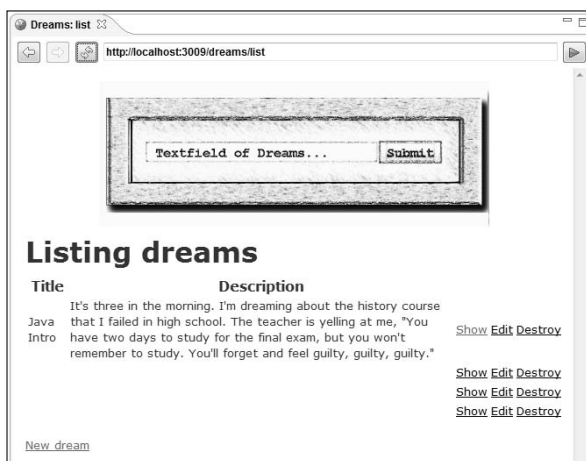 Dreams: list
http://localhost:3009/dreams/list
Textfield of Dreams... Submit
Listing dreams
Title Description
It's three in the morning. I'm dreaming about the history course
Java that I failed in high school. The teacher is yelling at me, "You
Intro have two days to study for the final exam, but you won't
remember to study. You'll forget and feel guilty, guilty, guilty."
Show Edit Destroy
Show Edit Destroy
Show Edit Destroy
Show Edit Destroy
New dream